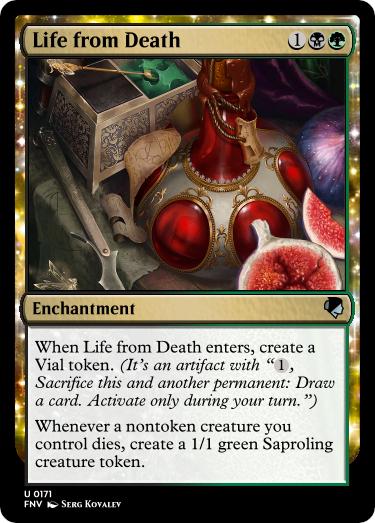 Life from Death 1
Enchantment
When Life from Death enters, create a
Vial token. (It's an artifact with “1,
Sacrifice this and another permanent: Draw
a card. Activate only during your turn.”)
Whenever a nontoken creature you
control dies, create a 1/1 green Saproling
creature token.
U 0171
FNV Serg Kovalev